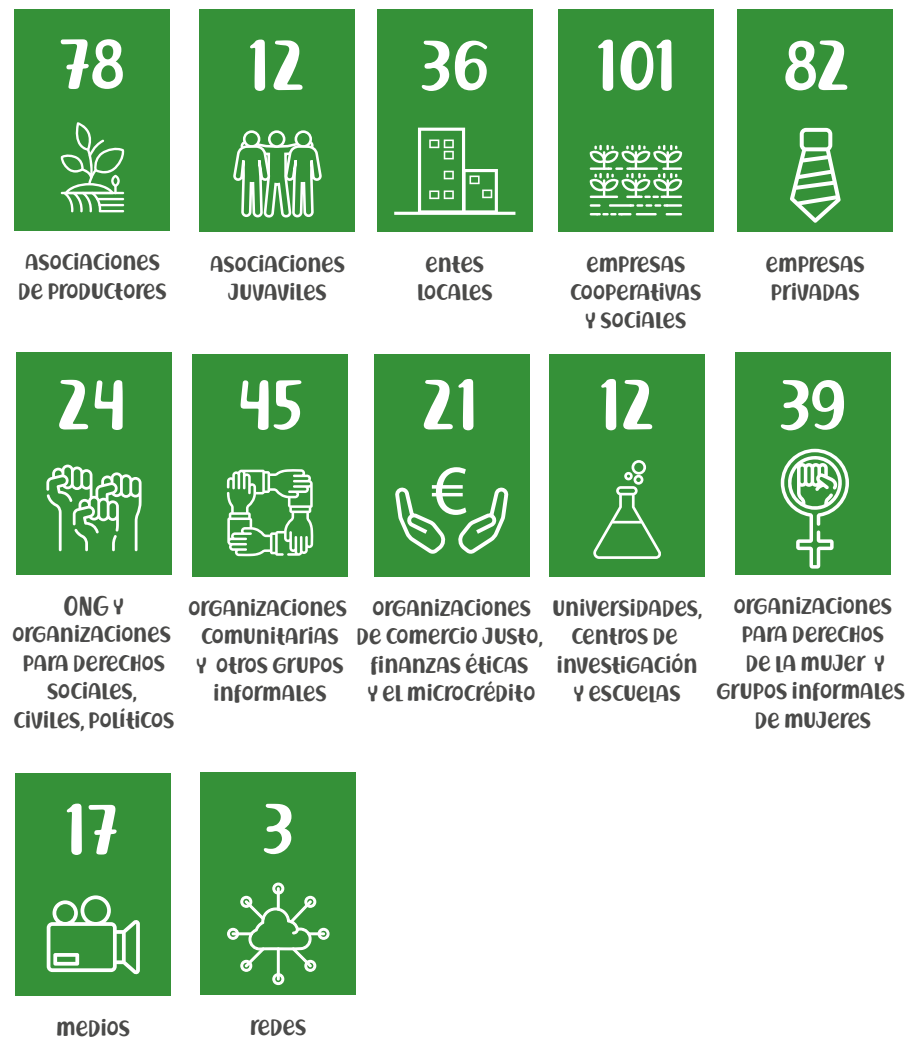 78
asociaciones
de productores
12
asociaciones
juvaviles
36
entes
locales
101
empresas
cooperativas
y sociales
82
empresas
privadas
24
ONG y
organizaciones
para derechos
sociales,
civiles, políticos
45
organizaciones
comunitarias
y otros grupos
informales
21
organizaciones
de comercio justo,
finanzas éticas
y el microcrédito
12
universidades,
centros de
investigación
y escuelas
39
organizaciones
para derechos
de la mujer y
grupos informales
de mujeres
17
medios
3
redes